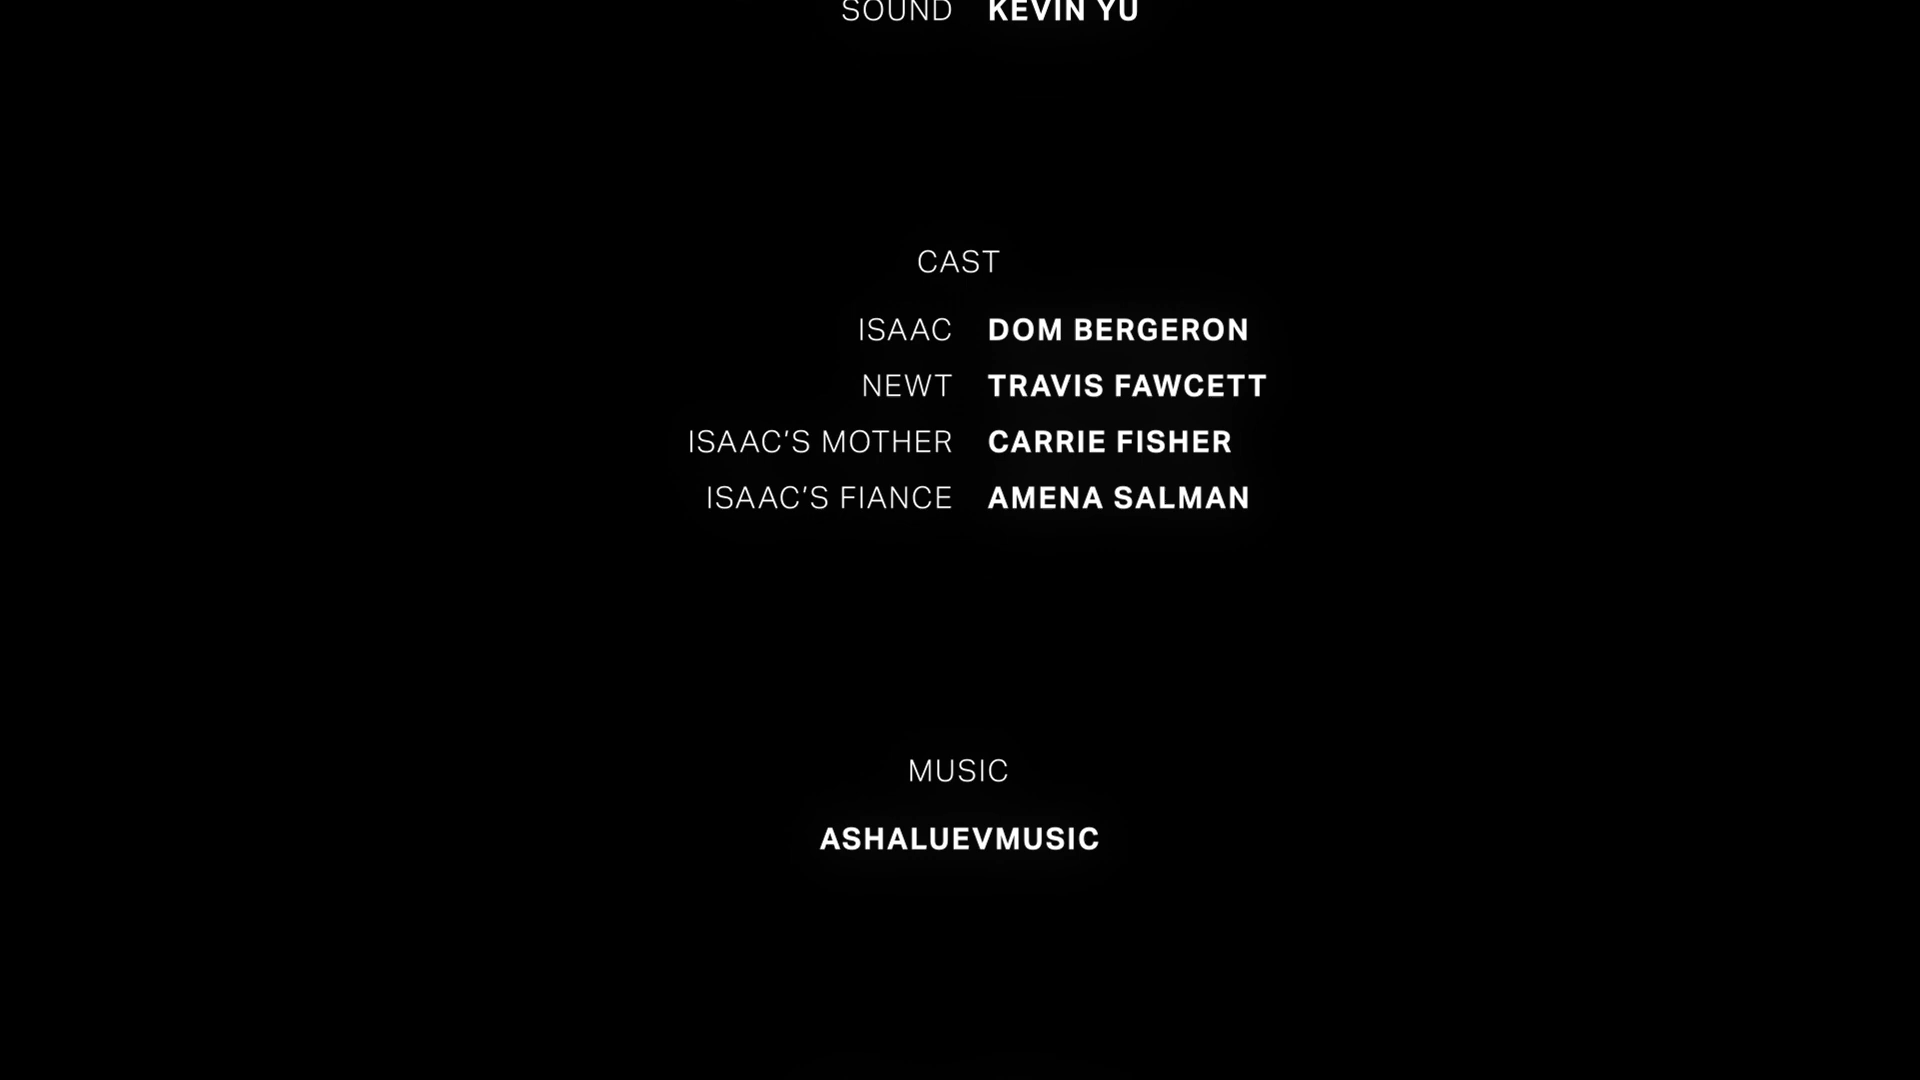 SOUND KEVIN YU
CAST
ISAAC DOM BERGERON
NEWT TRAVIS FAWCETT
ISAAC'S MOTHER CARRIE FISHER
ISAAC'S FIANCE AMENA SALMAN
MUSIC
ASHALUEVMUSIC